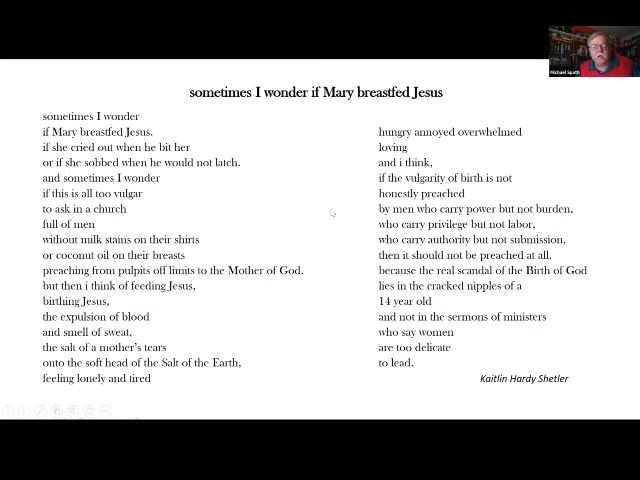 Michael Spath
sometimes I wonder if Mary breastfed Jesus
sometimes I wonder
if Mary breastfed Jesus.
if she cried out when he bit her
or if she sobbed when he would not latch.
and sometimes I wonder
if this is all too vulgar
to ask in a church
full of men
without milk stains on their shirts
or coconut oil on their breasts
preaching from pulpits off limits to the Mother of God.
but then i think of feeding Jesus,
birthing Jesus,
the expulsion of blood
and smell of sweat,
the salt of a mother's tears
onto the soft head of the Salt of the Earth,
feeling lonely and tired
hungry annoyed overwhelmed
loving
and i think,
if the vulgarity of birth is not
honestly preached
by men who carry power but not burden,
who carry privilege but not labor,
who carry authority but not submission,
then it should not be preached at all.
because the real scandal of the Birth of God
lies in the cracked nipples of a
14 year old
and not in the sermons of ministers
who say women
are too delicate
to lead.
Kaitlin Hardy Shetler